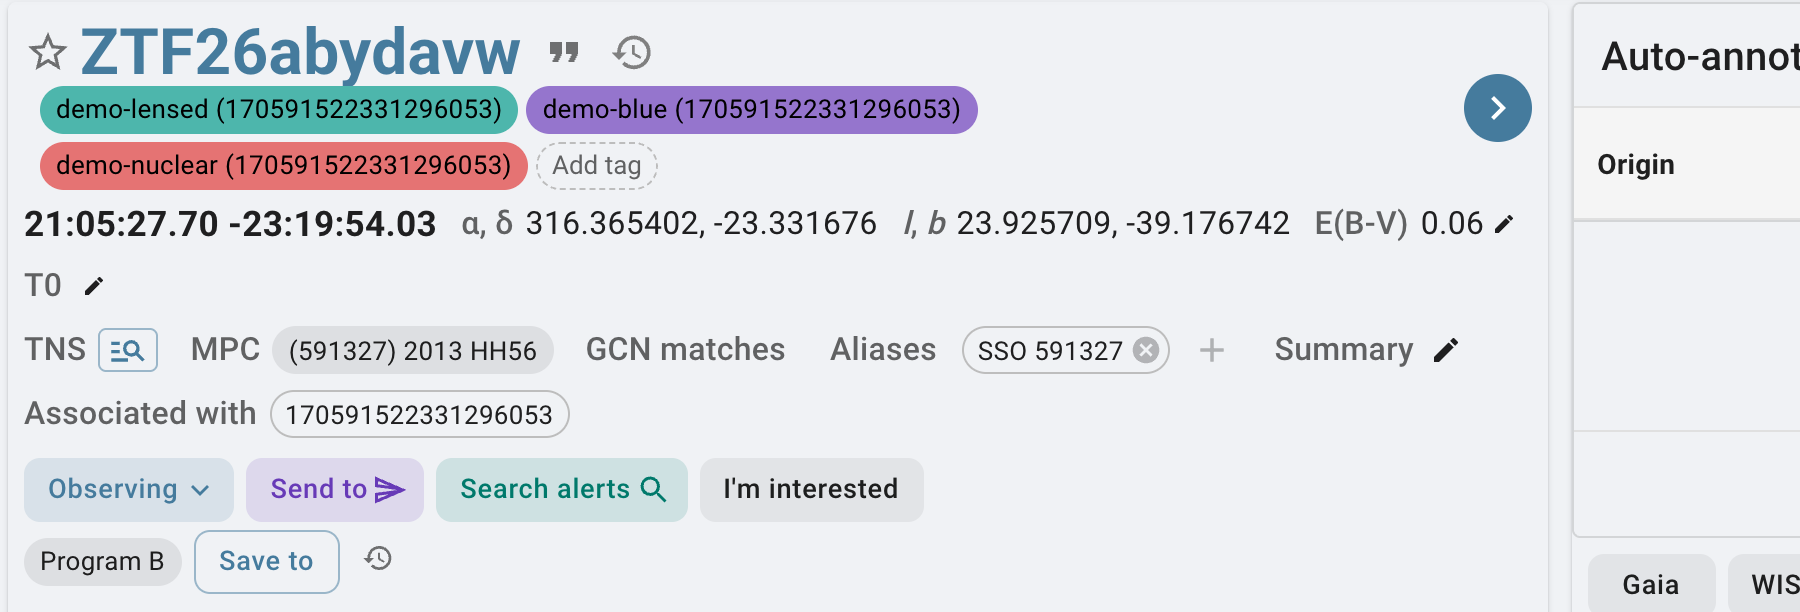 ZTF26abydavw
demo-lensed (170591522331296053) demo-blue (170591522331296053)
demo-nuclear (170591522331296053) Add tag
21:05:27.70 -23:19:54.03 α, δ 316.365402, -23.331676 l, b 23.925709, -39.176742 E(B-V) 0.06
T0
TNS MPC (591327) 2013 HH56 GCN matches Aliases SSO 591327 Summary
Associated with 170591522331296053
Observing Send to Search alerts I'm interested
Program B Save to
Auto-annot
Origin
Gaia WIS